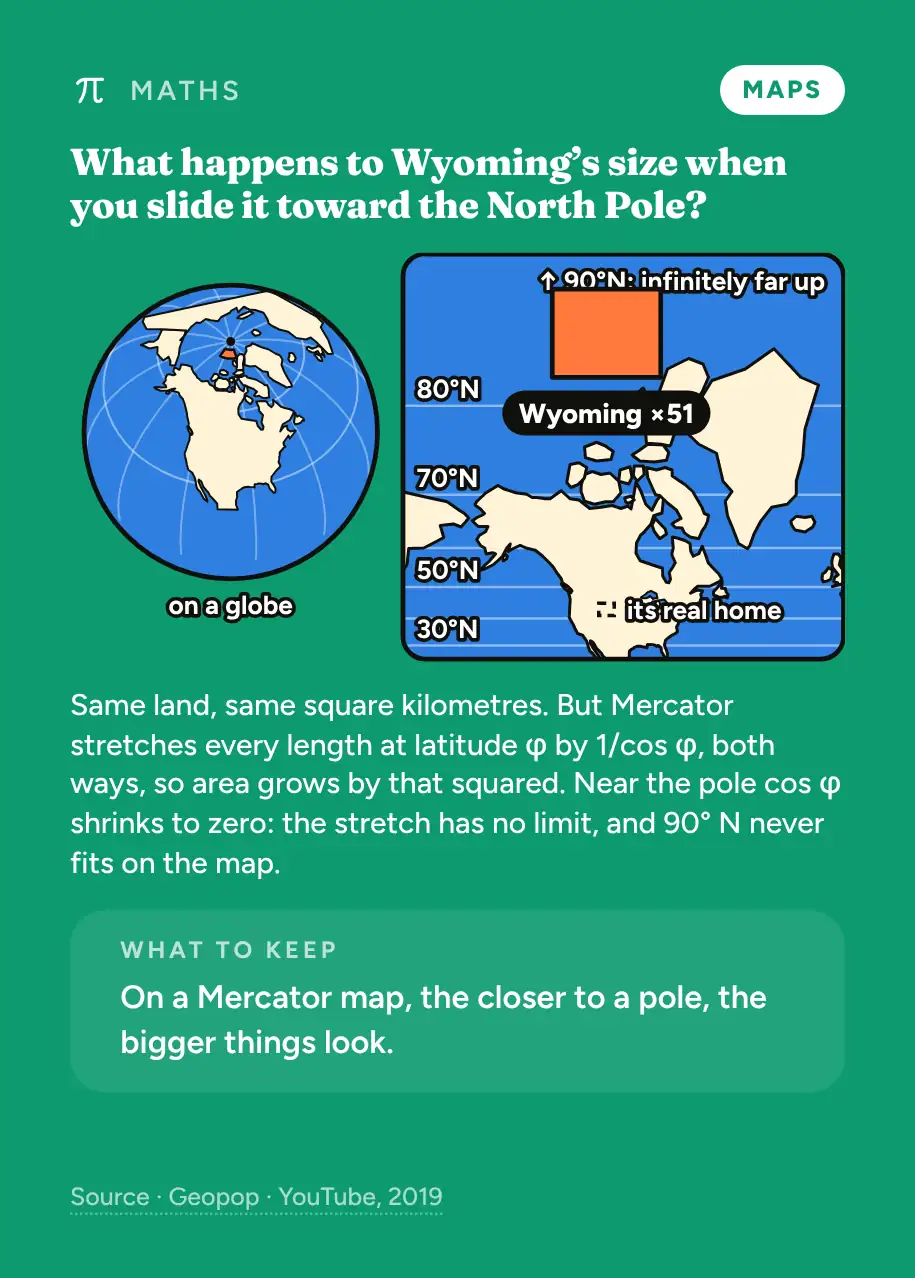 π MATHS
MAPS
What happens to Wyoming’s size when
you slide it toward the North Pole?
↑ 90°N: infinitely far up
80°N
Wyoming ×51
70°N
50°N
its real home
30°N
on a globe
Same land, same square kilometres. But Mercator
stretches every length at latitude φ by 1/cos φ, both
ways, so area grows by that squared. Near the pole cos φ
shrinks to zero: the stretch has no limit, and 90° N never
fits on the map.
WHAT TO KEEP
On a Mercator map, the closer to a pole, the
bigger things look.
Source · Geopop · YouTube, 2019